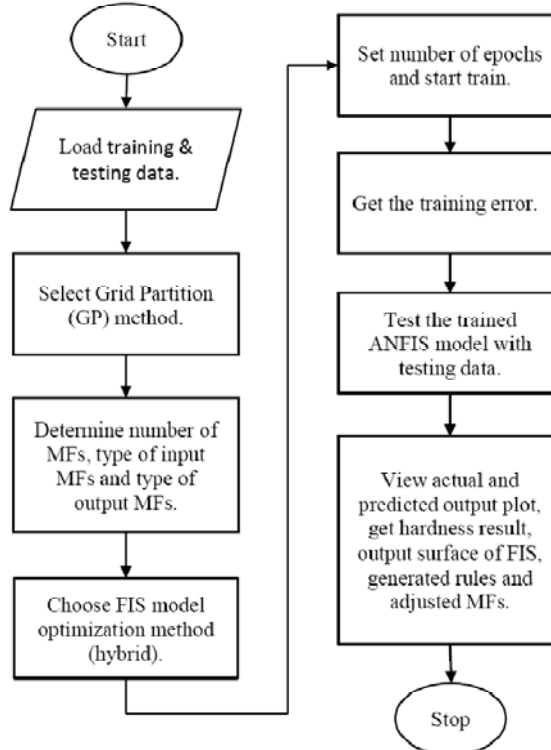 Start
Load training &
testing data.
Select Grid Partition
(GP) method.
Determine number of
MFs, type of input
MFs and type of
output MFs.
Choose FIS model
optimization method
(hybrid).
Set number of epochs
and start train.
Get the training error.
Test the trained
ANFIS model with
testing data.
View actual and
predicted output plot,
get hardness result,
output surface of FIS,
generated rules and
adjusted MFs.
Stop